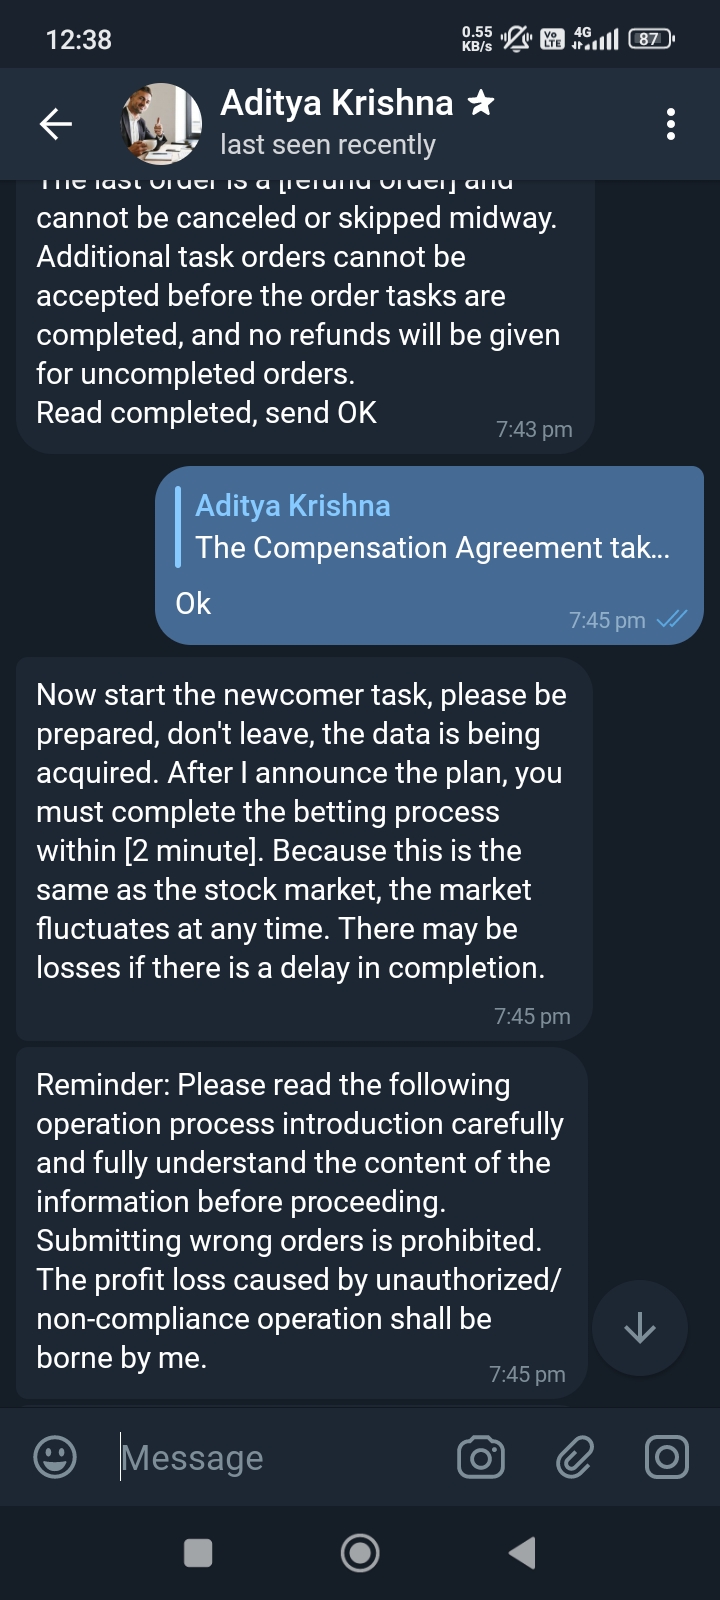 12:38
0.55
KB/s
Vo
LTE
4G
87
Aditya Krishna
last seen recently
The last order is a [refund order] and
cannot be canceled or skipped midway.
Additional task orders cannot be
accepted before the order tasks are
completed, and no refunds will be given
for uncompleted orders.
Read completed, send OK
7:43 pm
Aditya Krishna
The Compensation Agreement tak...
Ok
7:45 pm
Now start the newcomer task, please be
prepared, don't leave, the data is being
acquired. After I announce the plan, you
must complete the betting process
within [2 minute]. Because this is the
same as the stock market, the market
fluctuates at any time. There may be
losses if there is a delay in completion.
7:45 pm
Reminder: Please read the following
operation process introduction carefully
and fully understand the content of the
information before proceeding.
Submitting wrong orders is prohibited.
The profit loss caused by unauthorized/
non-compliance operation shall be
borne by me.
7:45 pm
Message